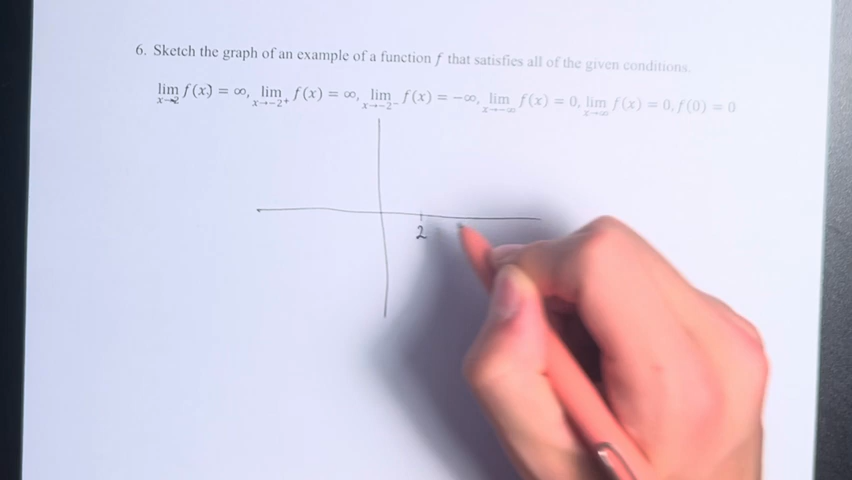 6. Sketch the graph of an example of a function f that satisfies all of the given conditions.
lim x→2 f(x) = ∞, lim x→-2⁺ f(x) = ∞, lim x→-2⁻ f(x) = -∞, lim x→-∞ f(x) = 0, lim x→∞ f(x) = 0, f(0) = 0
2